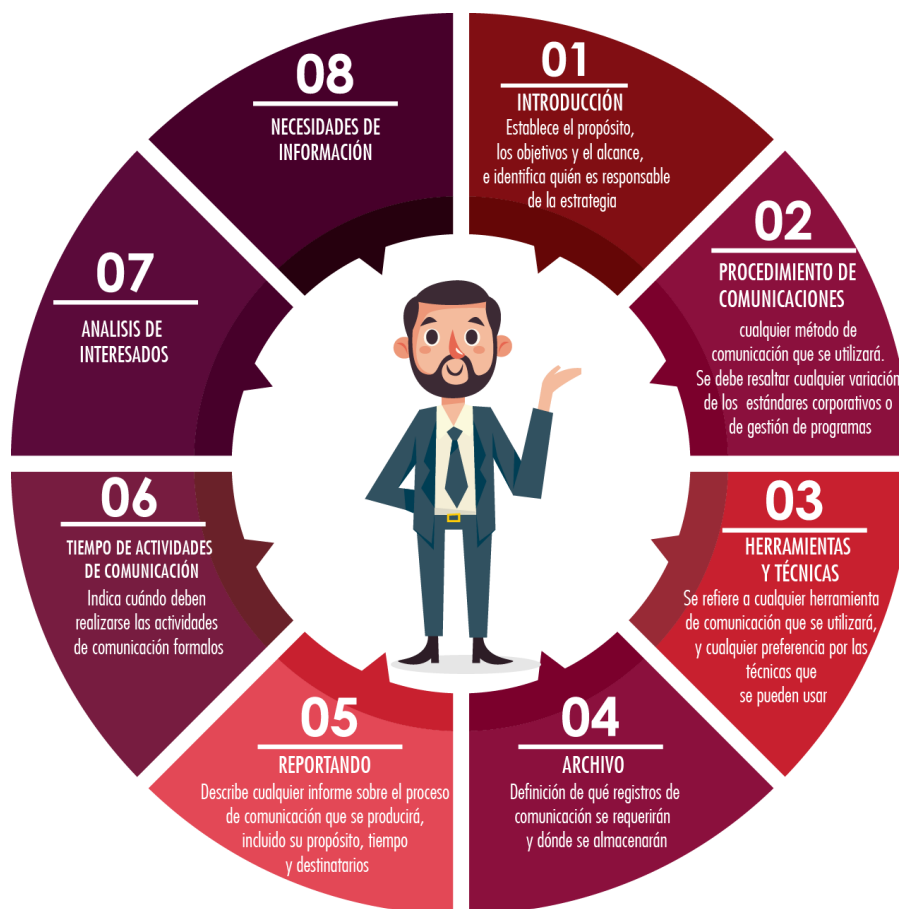 01
INTRODUCCIÓN
Establece el propósito,
los objetivos y el alcance,
e identifica quién es responsable
de la estrategia
02
PROCEDIMIENTO DE
COMUNICACIONES
cualquier método de
comunicación que se utilizará.
Se debe resaltar cualquier variación
de los estándares corporativos o
de gestión de programas
03
HERRAMIENTAS
Y TÉCNICAS
Se refiere a cualquier herramienta
de comunicación que se utilizará,
y cualquier preferencia por las
técnicas que
se pueden usar
04
ARCHIVO
Definición de qué registros de
comunicación se requerirán
y dónde se almacenarán
05
REPORTANDO
Describe cualquier informe sobre el proceso
de comunicación que se producirá,
incluido su propósito, tiempo
y destinatarios
06
TIEMPO DE ACTIVIDADES
DE COMUNICACIÓN
Indica cuándo deben
realizarse las actividades
de comunicación formalos
07
ANALISIS DE
INTERESADOS
08
NECESIDADES DE
INFORMACIÓN